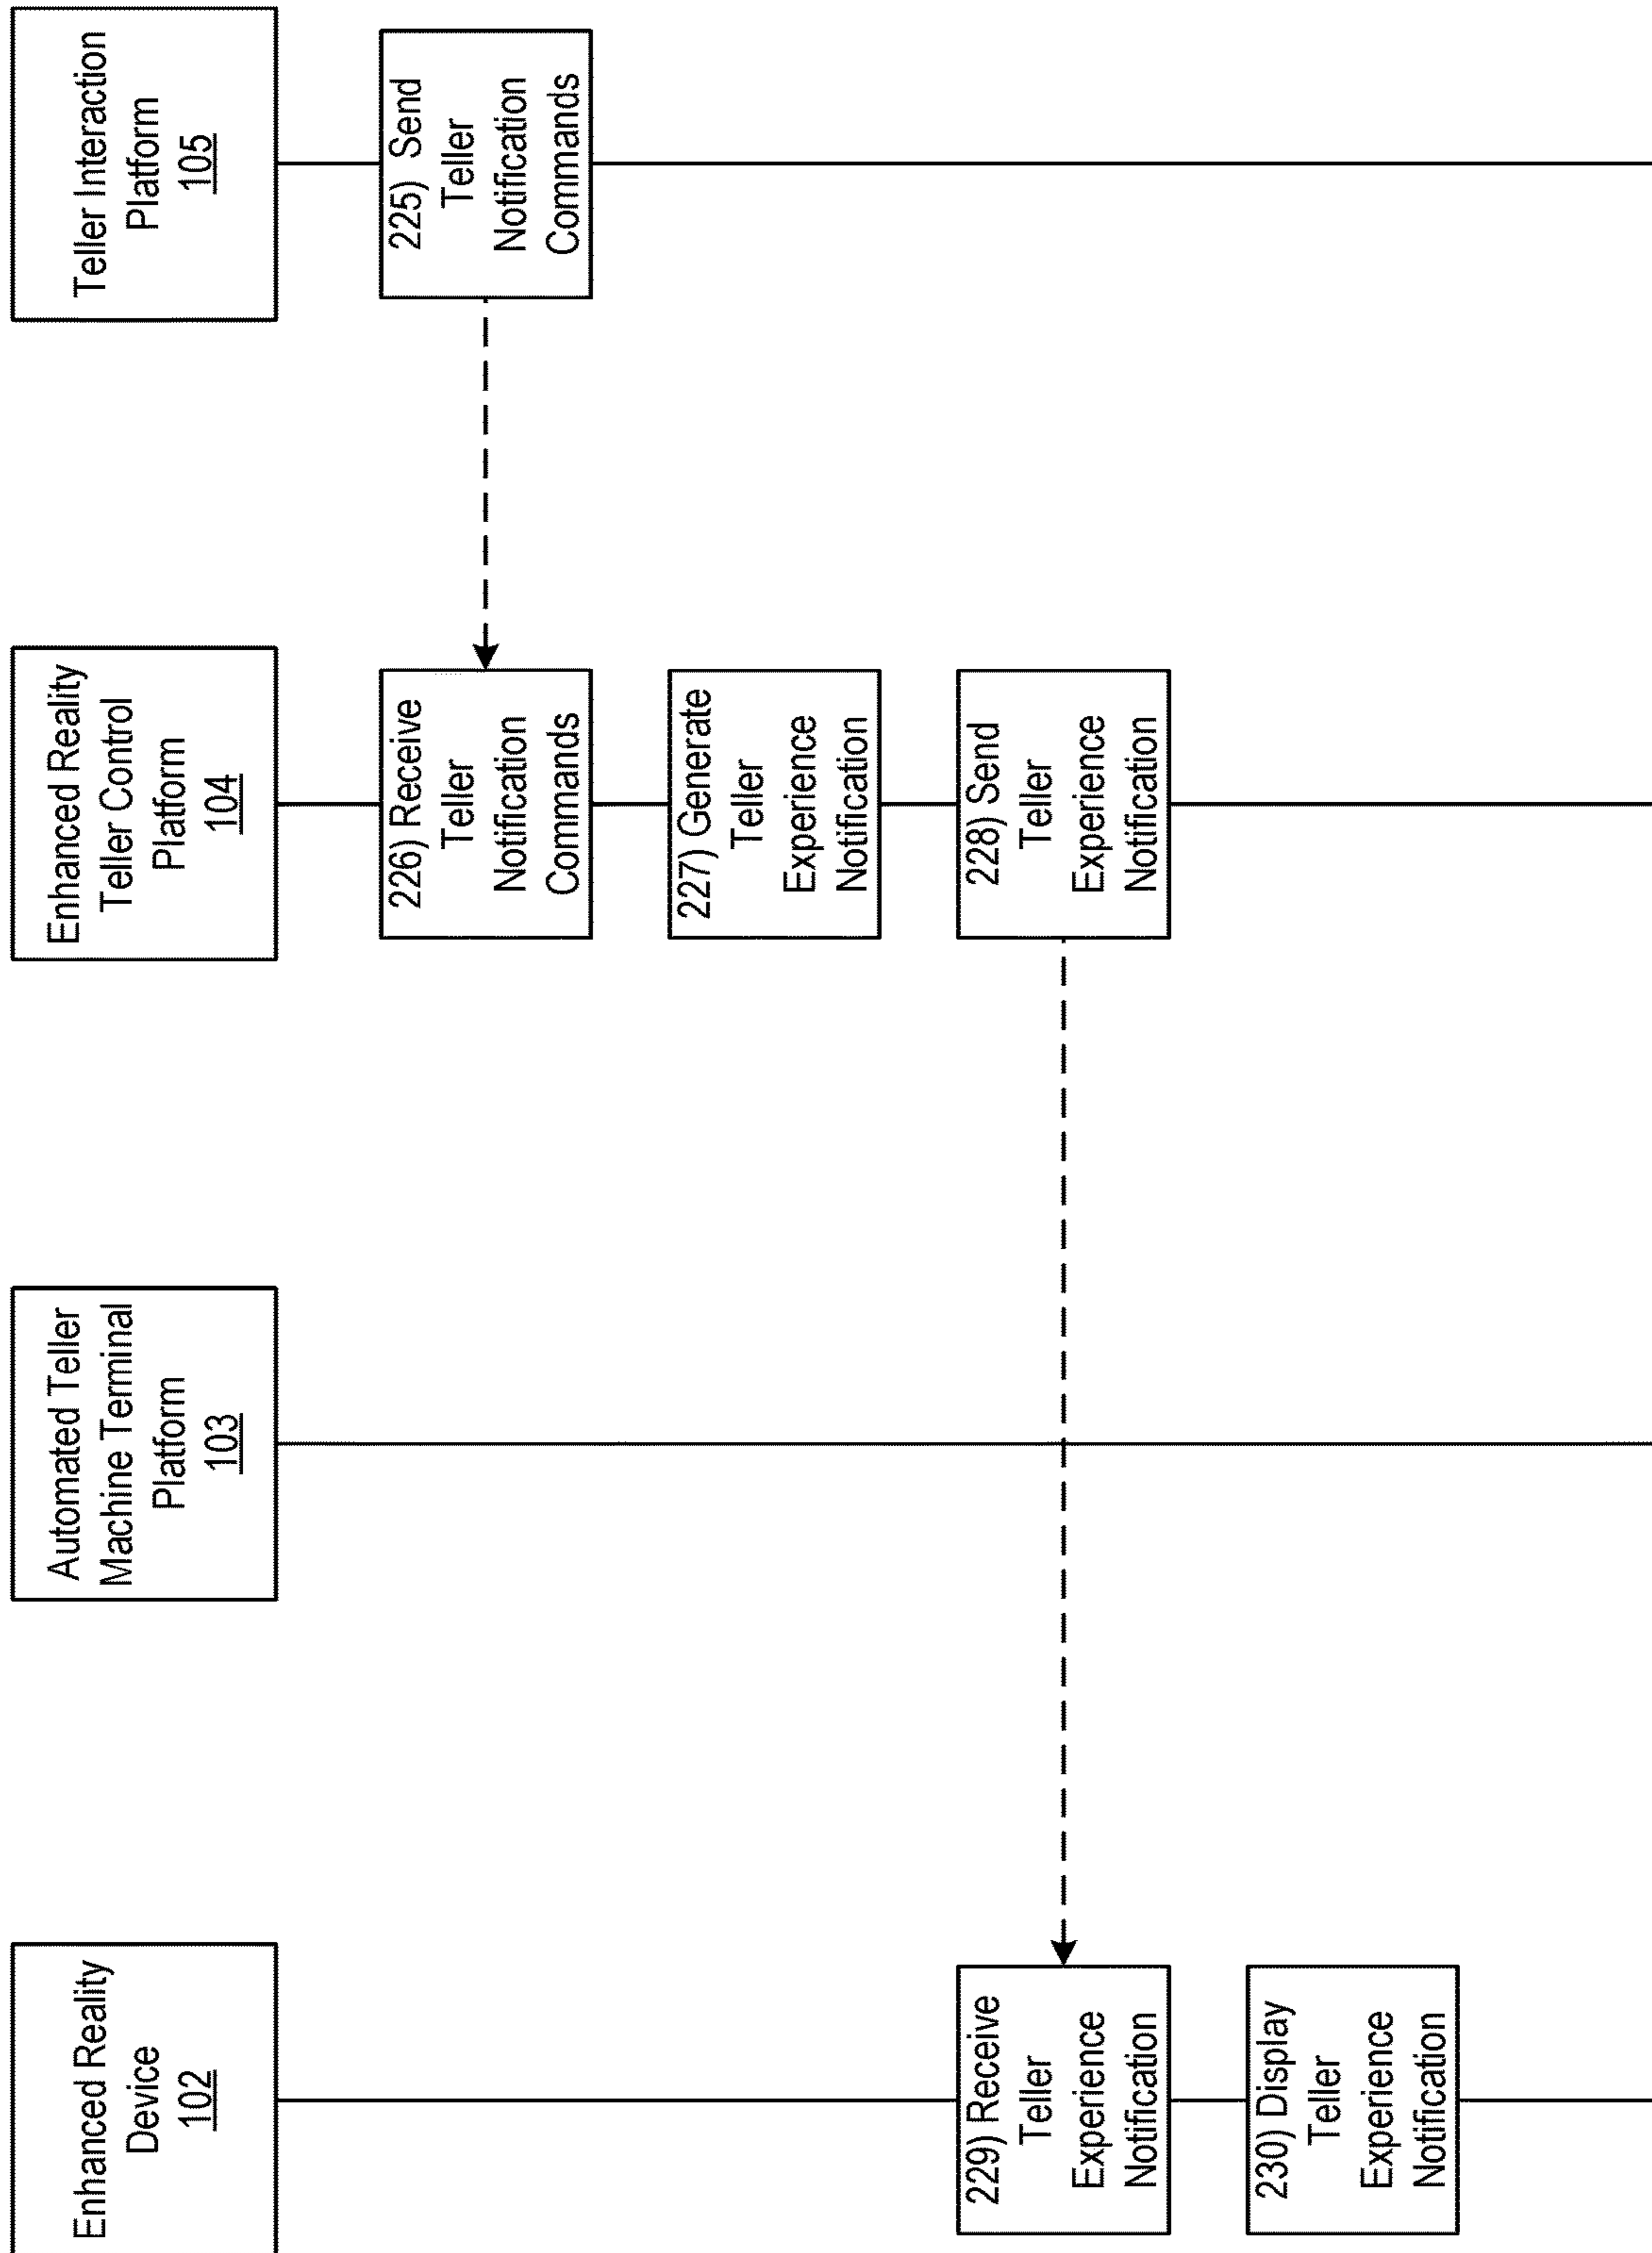 Enhanced Reality
Device
102
Automated Teller
Machine Terminal
Platform
103
Enhanced Reality
Teller Control
Platform
104
Teller Interaction
Platform
105
225) Send
Teller
Notification
Commands
226) Receive
Teller
Notification
Commands
227) Generate
Teller
Experience
Notification
228) Send
Teller
Experience
Notification
229) Receive
Teller
Experience
Notification
230) Display
Teller
Experience
Notification